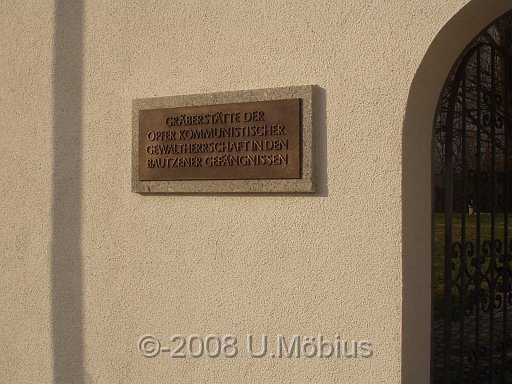 GRÄBERSTÄTTE DER
OPFER KOMMUNISTISCHER
GEWALTHERRSCHAFT IN DEN
BAUTZENER GEFÄNGNISSEN
©-2008 U.Möbius